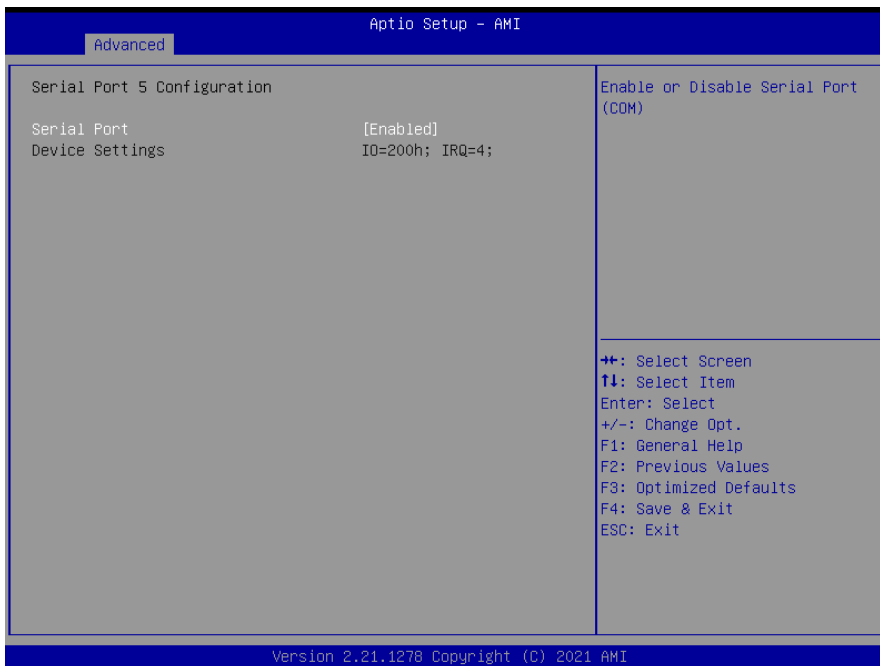 Aptio Setup – AMI
Advanced
Serial Port 5 Configuration
Serial Port [Enabled]
Device Settings IO=200h; IRQ=4;
Enable or Disable Serial Port
(COM)
→←: Select Screen
↑↓: Select Item
Enter: Select
+/-: Change Opt.
F1: General Help
F2: Previous Values
F3: Optimized Defaults
F4: Save & Exit
ESC: Exit
Version 2.21.1278 Copyright (C) 2021 AMI